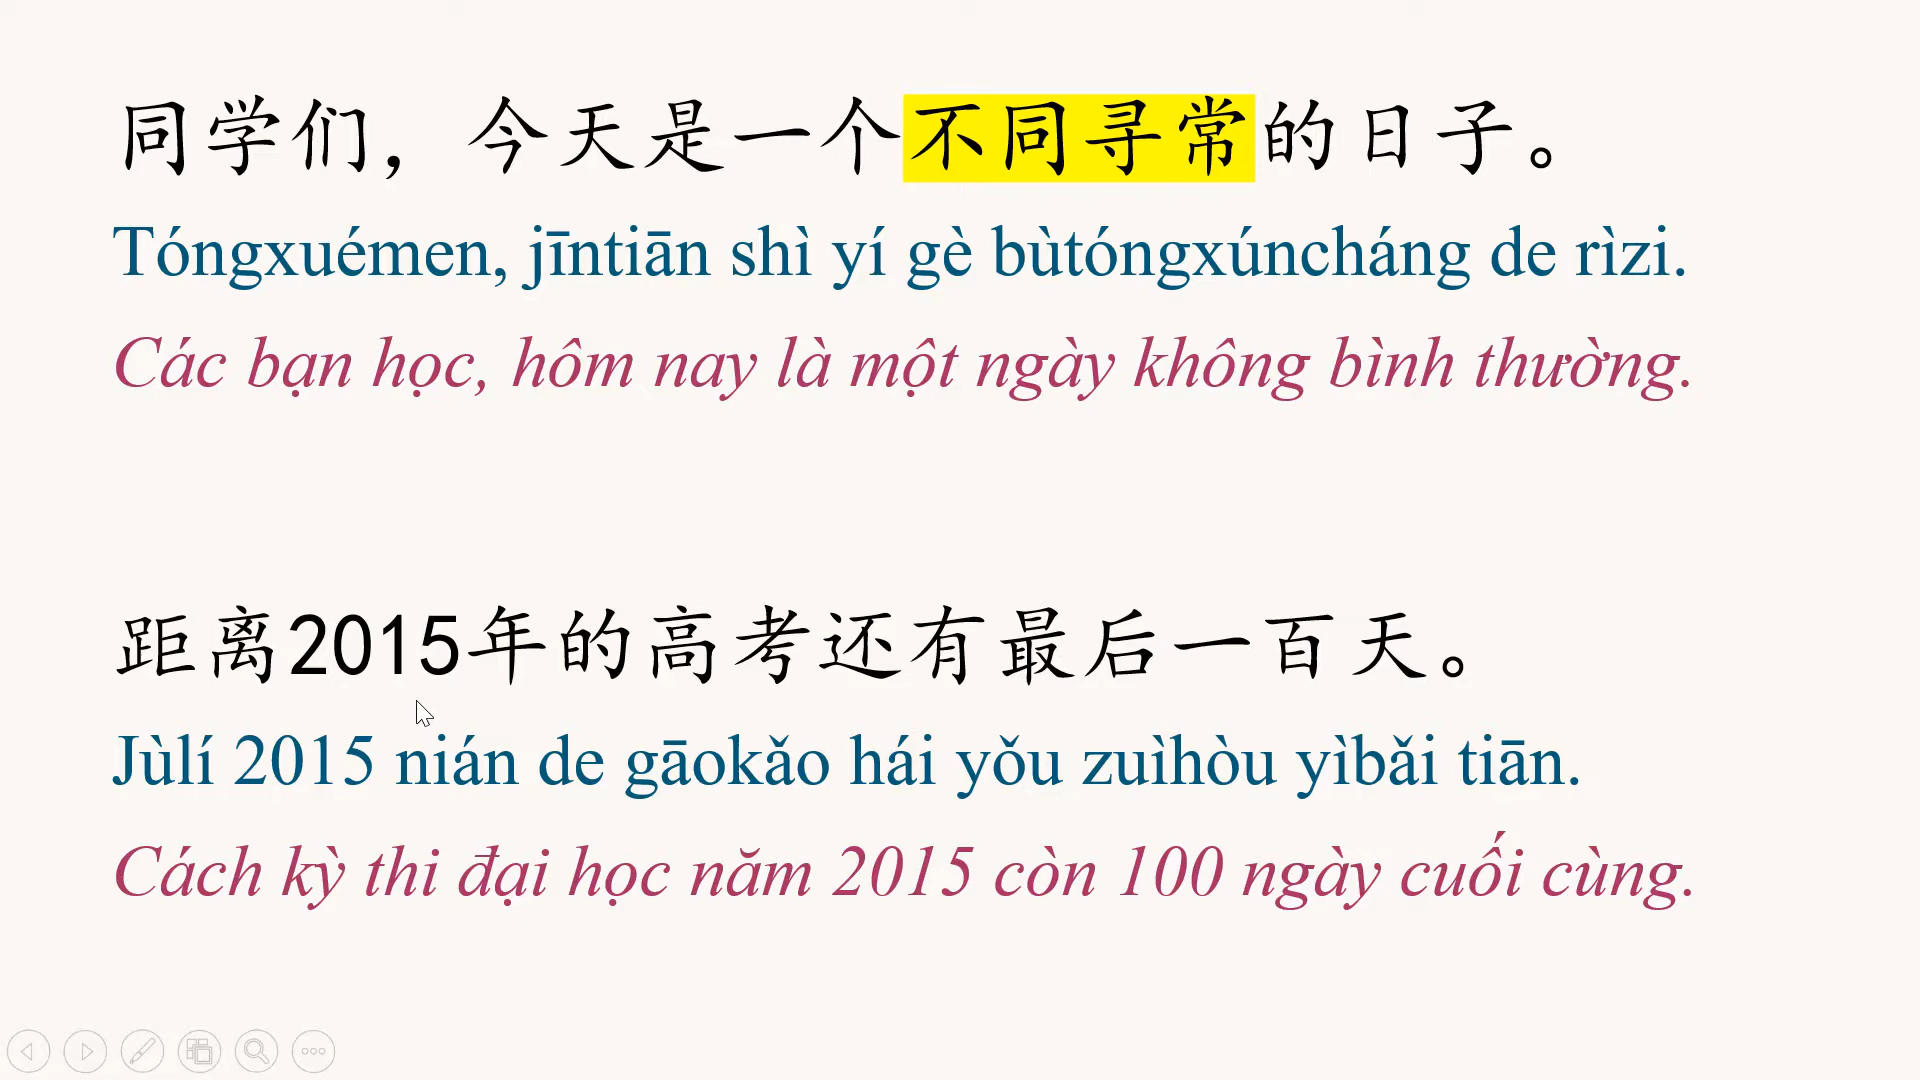 同学们，今天是一个不同寻常的日子。
Tóngxuémen, jīntiān shì yí gè bùtóngxúncháng de rìzi.
Các bạn học, hôm nay là một ngày không bình thường.
距离2015年的高考还有最后一百天。
Jùlí 2015 nián de gāokǎo hái yǒu zuìhòu yìbǎi tiān.
Cách kỳ thi đại học năm 2015 còn 100 ngày cuối cùng.